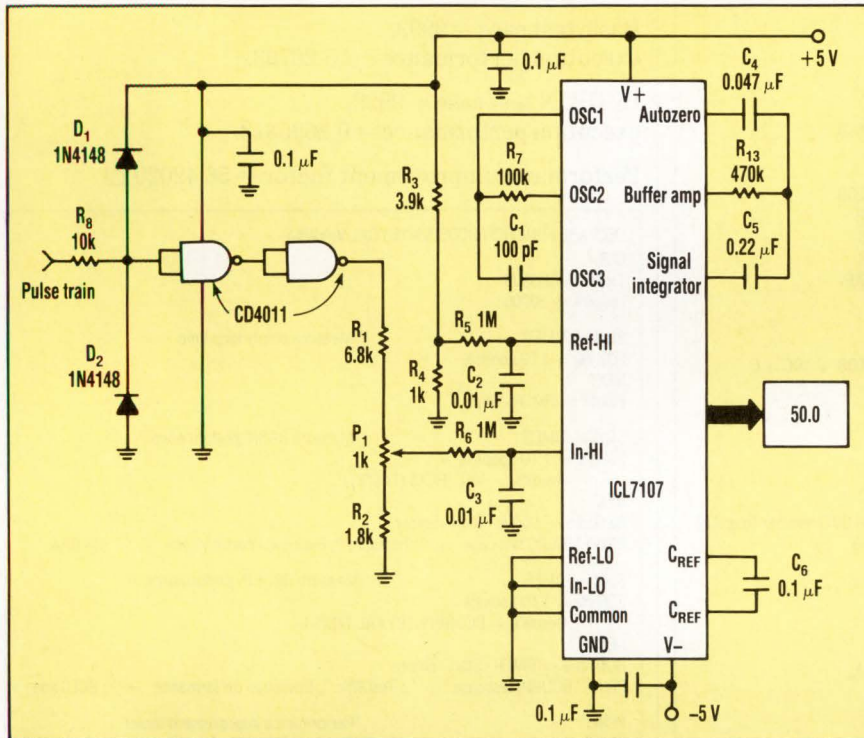 0.1 μF
+5 V
C4
0.047 μF
V+
OSC1
Autozero
D1
1N4148
0.1 μF
R3
3.9k
R7
100k
OSC2
R13
470k
Buffer amp
R8
10k
C1
100 pF
C5
0.22 μF
OSC3
Signal
integrator
Pulse train
CD4011
R5 1M
Ref-HI
R1
6.8k
D2
1N4148
R4
1k
C2
0.01 μF
50.0
R6 1M
In-HI
P1
1k
ICL7107
C3
0.01 μF
R2
1.8k
Ref-LO
CREF
C6
0.1 μF
In-LO
Common
CREF
GND
V–
0.1 μF
–5 V